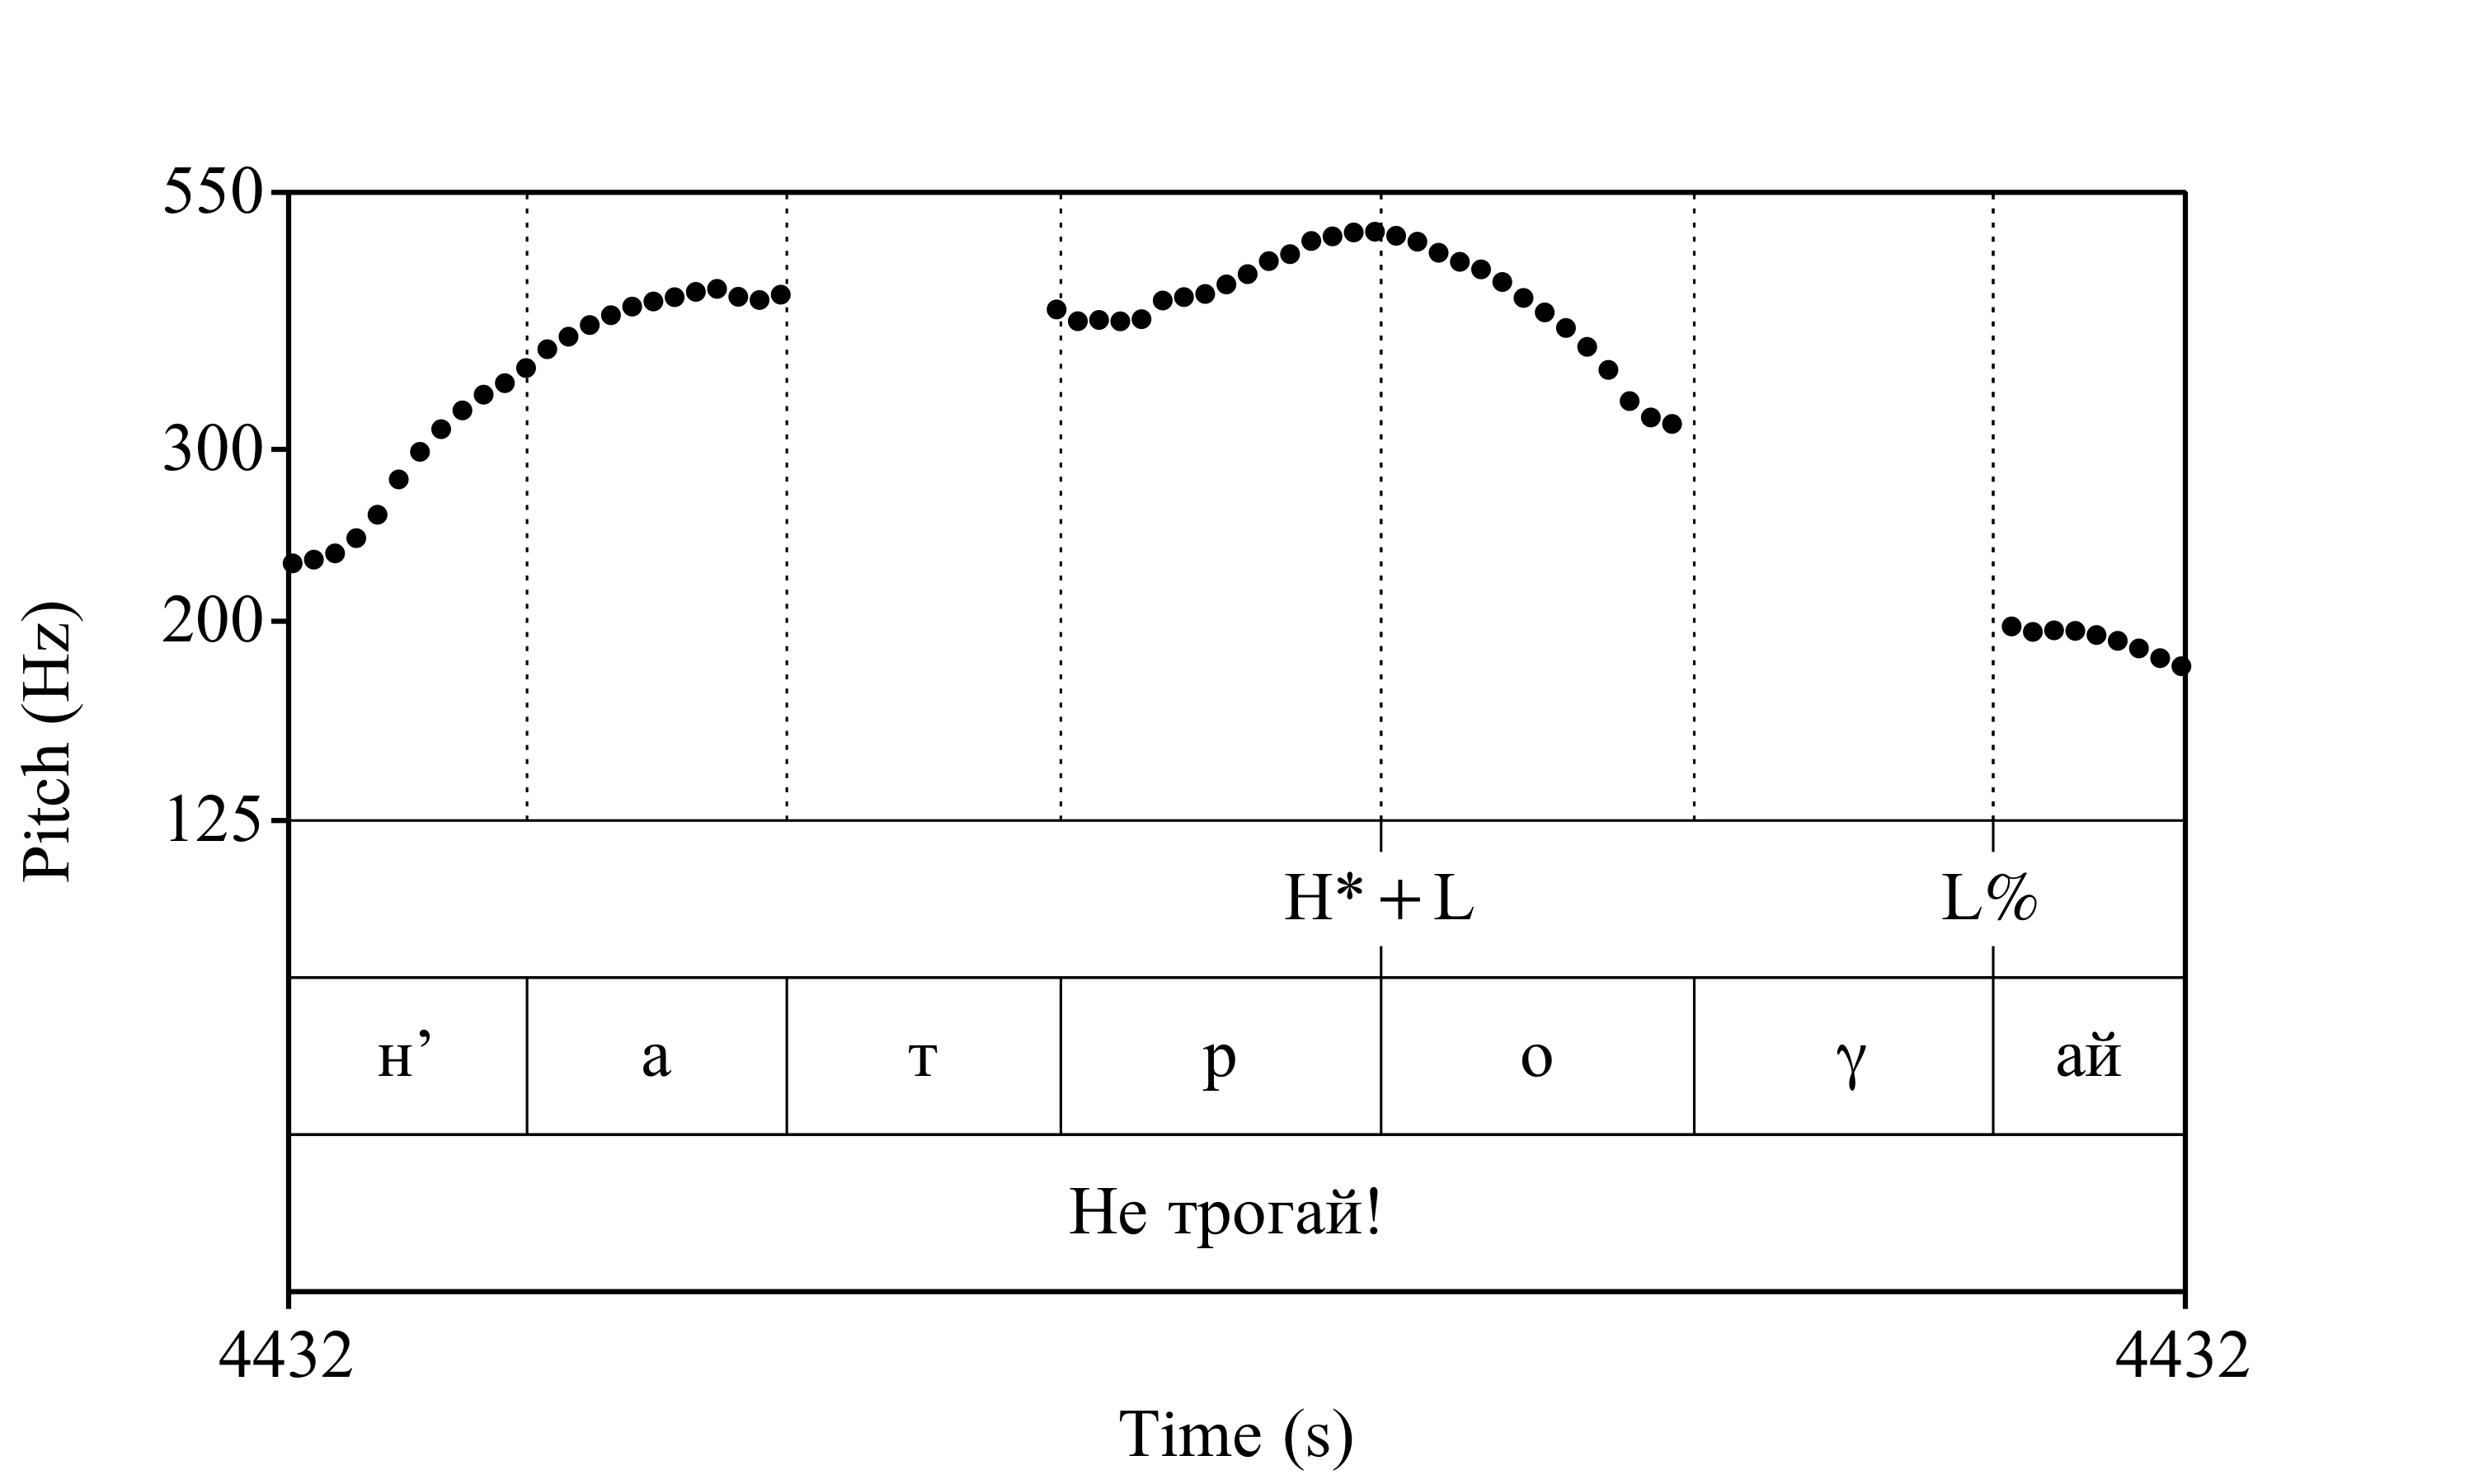 Pitch (Hz)
550
300
200
125
H* + L L%
н’ а т р о γ ай
Не трогай!
4432 4432
Time (s)